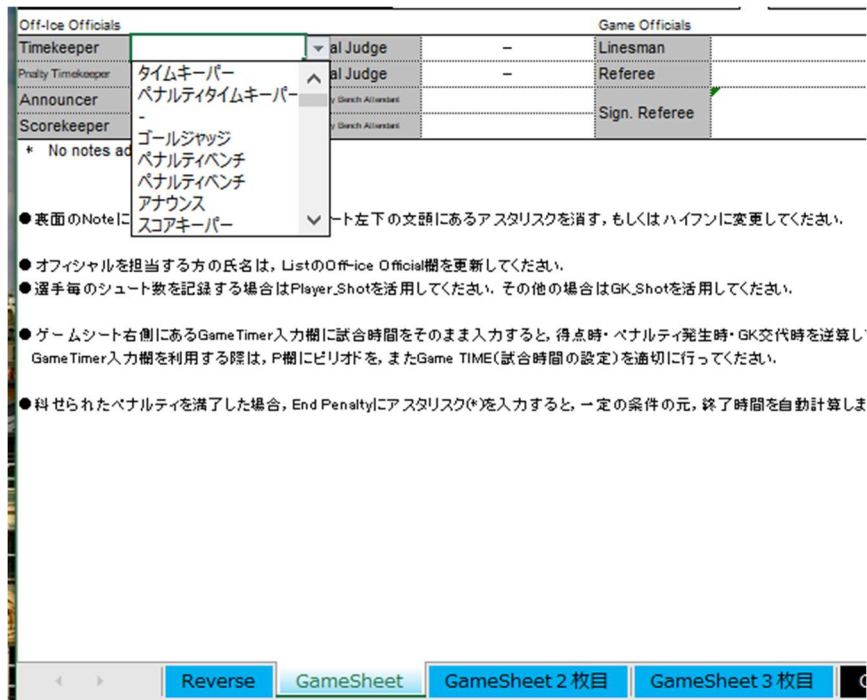 Off-Ice Officials
Game Officials
Timekeeper
al Judge
–
Linesman
Pnalty Timekeeper
al Judge
–
Referee
Announcer
y Bench Attendant
Sign. Referee
Scorekeeper
y Bench Attendant
タイムキーパー
ペナルティタイムキーパー
-
ゴールジャッジ
ペナルティベンチ
ペナルティベンチ
アナウンス
スコアキーパー
* No notes ad
●裏面のNoteに
ート左下の文頭にあるアスタリスクを消す，もしくはハイフンに変更してください．
●オフィシャルを担当する方の氏名は，ListのOff-ice Official欄を更新してください．
●選手毎のシュート数を記録する場合はPlayer_Shotを活用してください．その他の場合はGK_Shotを活用してください．
●ゲームシート右側にあるGameTimer入力欄に試合時間をそのまま入力すると，得点時・ペナルティ発生時・GK交代時を逆算し
GameTimer入力欄を利用する際は，P欄にピリオドを，またGame TIME（試合時間の設定）を適切に行ってください．
●科せられたペナルティを満了した場合，End Penaltyにアスタリスク(*)を入力すると，一定の条件の元，終了時間を自動計算しま
Reverse
GameSheet
GameSheet 2 枚目
GameSheet 3 枚目